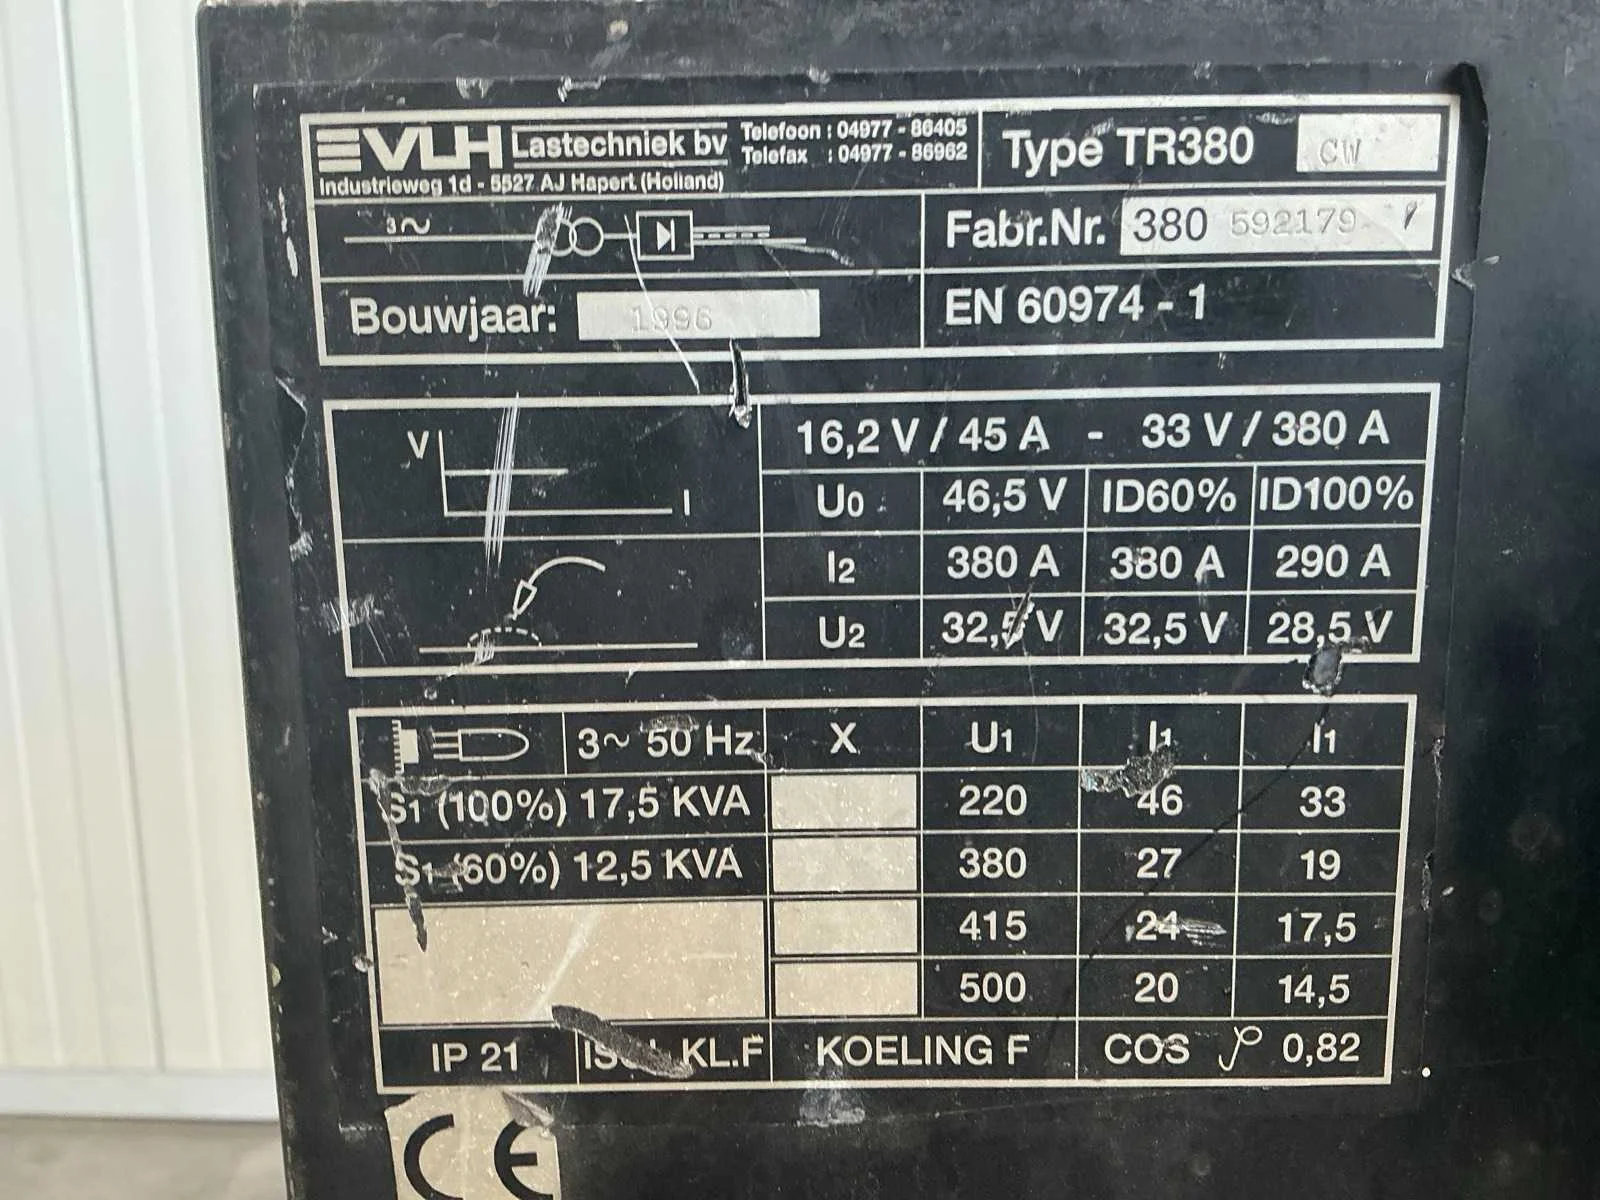 EVLH Lastechniek bv Telefoon : 04977 - 86405
Telefax : 04977 - 86962
Industrieweg 1d - 5527 AJ Hapert (Holland)
Type TR380 CW
3~
Fabr.Nr. 380 592179
Bouwjaar: 1996
EN 60974 - 1
V
I
16,2 V / 45 A - 33 V / 380 A
U0 46,5 V ID60% ID100%
I2 380 A 380 A 290 A
U2 32,5 V 32,5 V 28,5 V
3~ 50 Hz X U1 I1 I1
S1 (100%) 17,5 KVA 220 46 33
S1 (60%) 12,5 KVA 380 27 19
415 24 17,5
500 20 14,5
IP 21 KL.F KOELING F COS φ 0,82
CE